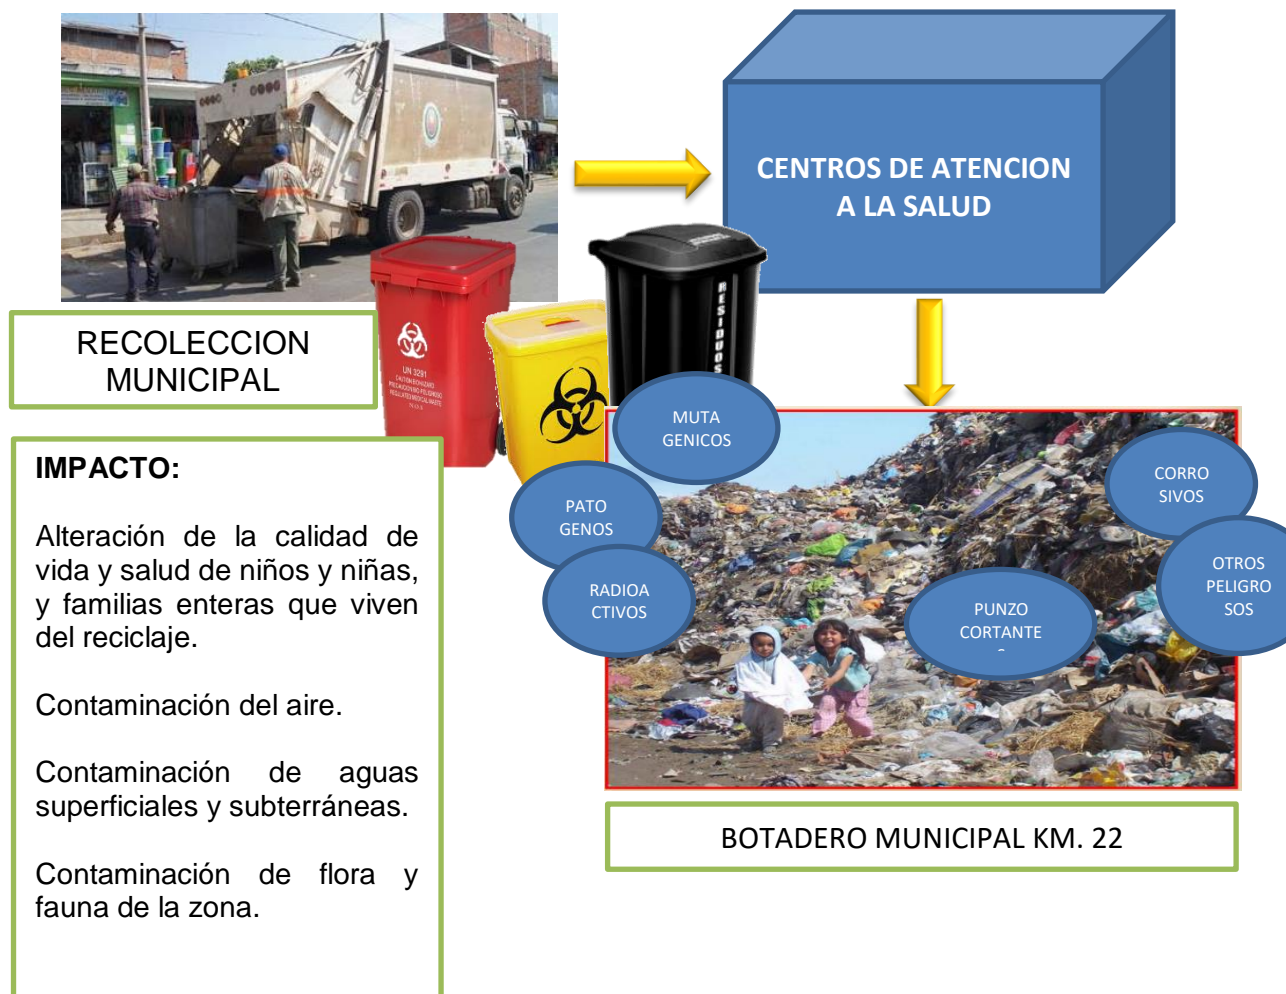 CENTROS DE ATENCION
A LA SALUD
RECOLECCION
MUNICIPAL
UN 3291
RESIDUOS
MUTA
GENICOS
PATO
GENOS
RADIOA
CTIVOS
CORRO
SIVOS
OTROS
PELIGRO
SOS
PUNZO
CORTANTE
IMPACTO:
Alteración de la calidad de
vida y salud de niños y niñas,
y familias enteras que viven
del reciclaje.
Contaminación del aire.
Contaminación de aguas
superficiales y subterráneas.
Contaminación de flora y
fauna de la zona.
BOTADERO MUNICIPAL KM. 22